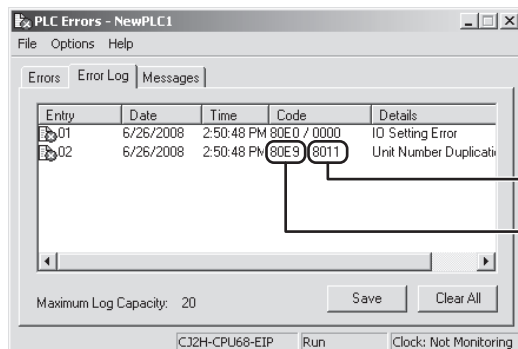 PLC Errors - NewPLC1
File Options Help
Errors Error Log Messages
Entry Date Time Code Details
01 6/26/2008 2:50:48 PM 80E0 / 0000 IO Setting Error
02 6/26/2008 2:50:48 PM 80E9 8011 Unit Number Duplicati
Maximum Log Capacity: 20 Save Clear All
CJ2H-CPU68-EIP Run Clock: Not Monitoring